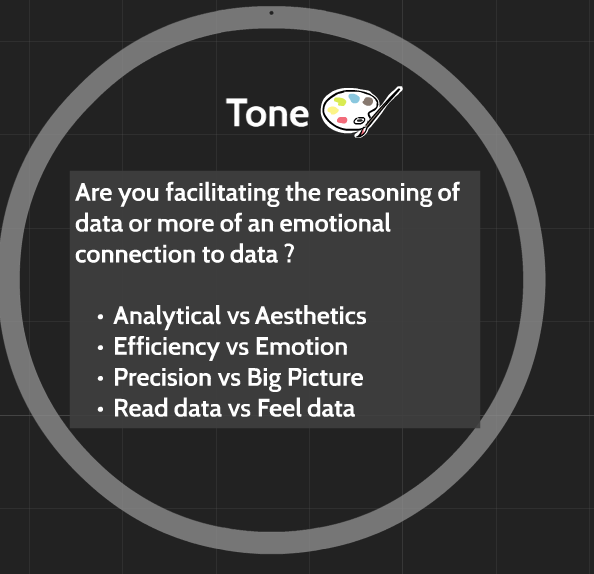 Tone
Are you facilitating the reasoning of
data or more of an emotional
connection to data ?
• Analytical vs Aesthetics
• Efficiency vs Emotion
• Precision vs Big Picture
• Read data vs Feel data